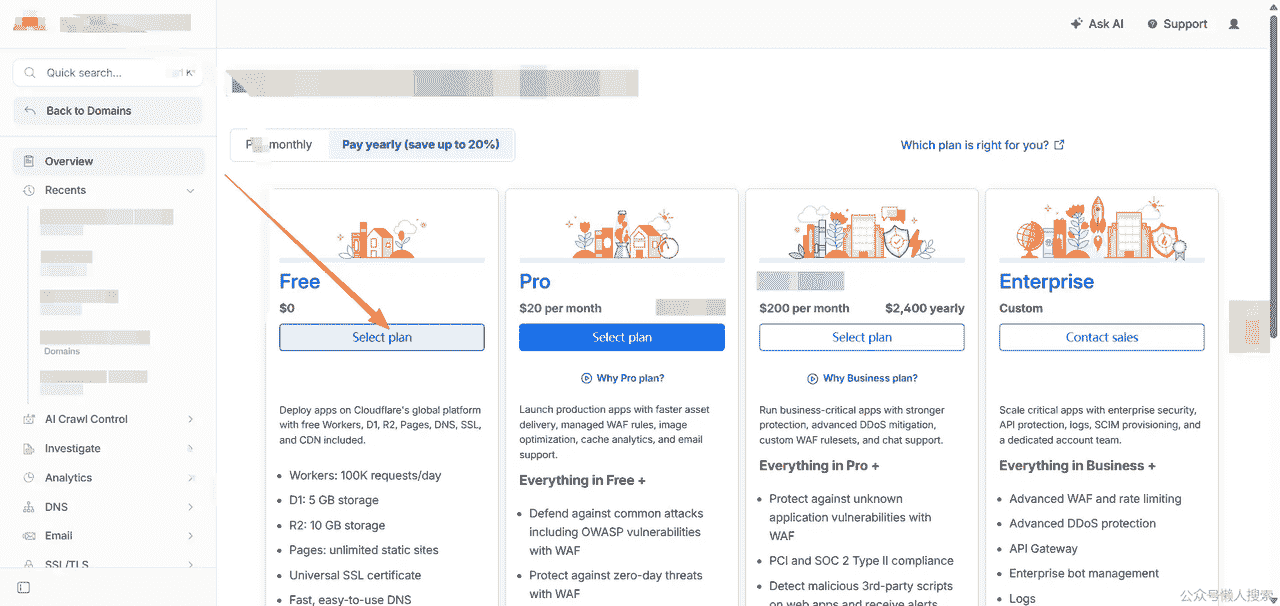 Ask AI
Support
Quick search...
K
Back to Domains
monthly
Pay yearly (save up to 20%)
Which plan is right for you?
Overview
Recents
Domains
AI Crawl Control
Investigate
Analytics
DNS
Email
SSL/TLS
Free
$0
Select plan
Deploy apps on Cloudflare's global platform
with free Workers, D1, R2, Pages, DNS, SSL,
and CDN included.
Workers: 100K requests/day
D1: 5 GB storage
R2: 10 GB storage
Pages: unlimited static sites
Universal SSL certificate
Fast, easy-to-use DNS
Pro
$20 per month
Select plan
Why Pro plan?
Launch production apps with faster asset
delivery, managed WAF rules, image
optimization, cache analytics, and email
support.
Everything in Free +
Defend against common attacks
including OWASP vulnerabilities
with WAF
Protect against zero-day threats
with WAF
$200 per month $2,400 yearly
Select plan
Why Business plan?
Run business-critical apps with stronger
protection, advanced DDoS mitigation,
custom WAF rulesets, and chat support.
Everything in Pro +
Protect against unknown
application vulnerabilities with
WAF
PCI and SOC 2 Type II compliance
Detect malicious 3rd-party scripts
on web apps and receive alerts
Enterprise
Custom
Contact sales
Scale critical apps with enterprise security,
API protection, logs, SCIM provisioning, and
a dedicated account team.
Everything in Business +
Advanced WAF and rate limiting
Advanced DDoS protection
API Gateway
Enterprise bot management
Logs
公众号懒人搜索